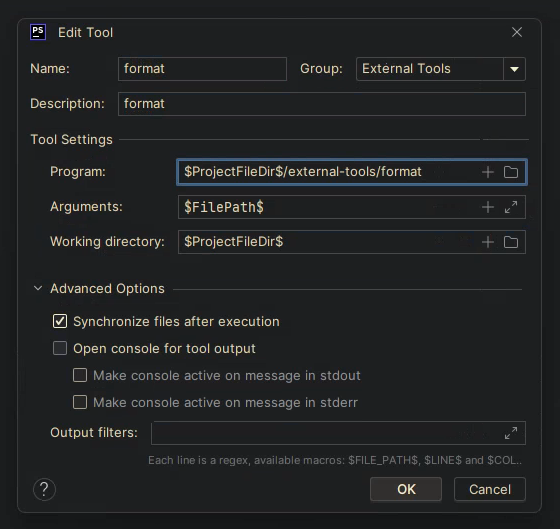 PS Edit Tool
Name: format Group: External Tools
Description: format
Tool Settings
Program: $ProjectFileDir$/external-tools/format
Arguments: $FilePath$
Working directory: $ProjectFileDir$
Advanced Options
Synchronize files after execution
Open console for tool output
Make console active on message in stdout
Make console active on message in stderr
Output filters:
Each line is a regex, available macros: $FILE_PATH$, $LINE$ and $COL..
? OK Cancel